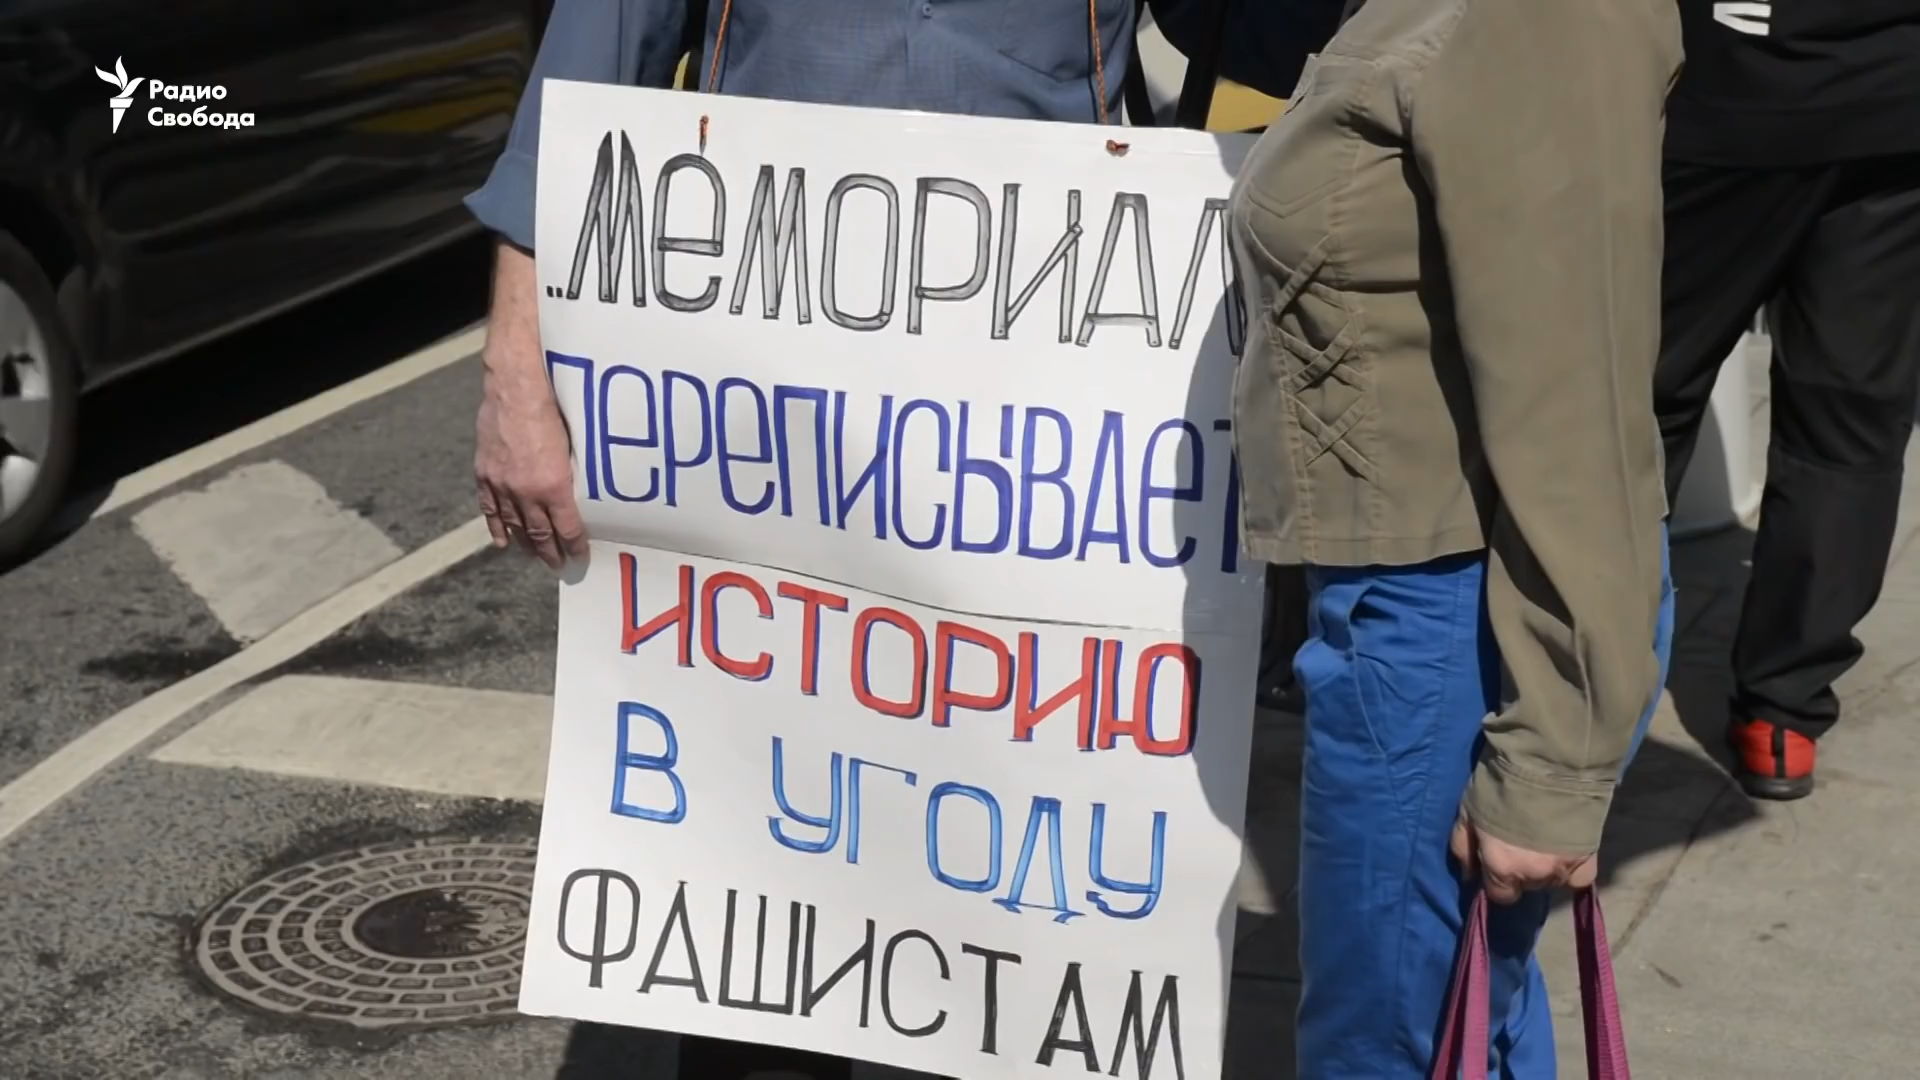 Радио
Свобода
„МЕМОРИАЛ
ПЕРЕПИСЫВАЕТ
ИСТОРИЮ
В УГОДУ
ФАШИСТАМ